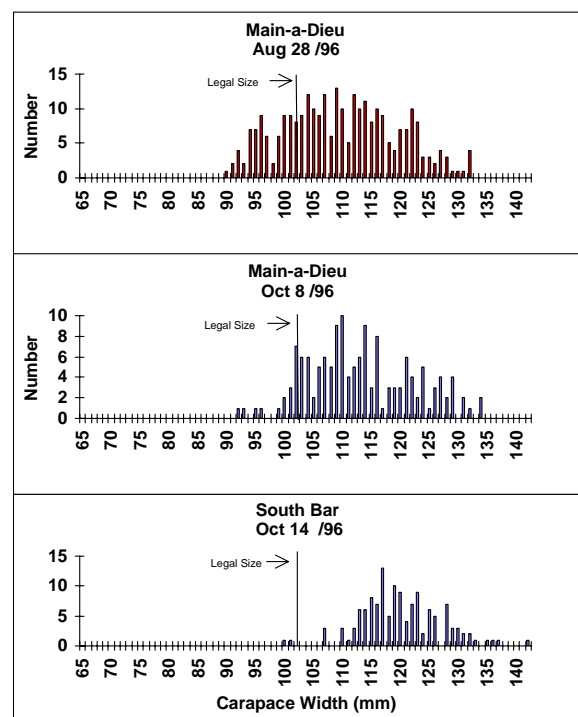 Main-a-Dieu
Aug 28 /96
Legal Size
Number
15
10
5
0
65 70 75 80 85 90 95 100 105 110 115 120 125 130 135 140
Main-a-Dieu
Oct 8 /96
Legal Size
Number
10
8
6
4
2
0
65 70 75 80 85 90 95 100 105 110 115 120 125 130 135 140
South Bar
Oct 14 /96
Legal Size
15
10
5
0
65 70 75 80 85 90 95 100 105 110 115 120 125 130 135 140
Carapace Width (mm)